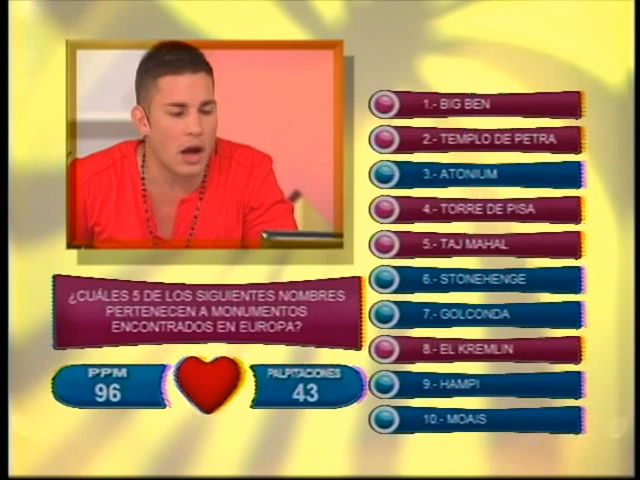 1.- BIG BEN
2.- TEMPLO DE PETRA
3.- ATONIUM
4.- TORRE DE PISA
5.- TAJ MAHAL
6.- STONEHENGE
7.- GOLCONDA
8.- EL KREMLIN
9.- HAMPI
10.- MOAIS
¿CUÁLES 5 DE LOS SIGUIENTES NOMBRES
PERTENECEN A MONUMENTOS
ENCONTRADOS EN EUROPA?
PPM
96
PALPITACIONES
43